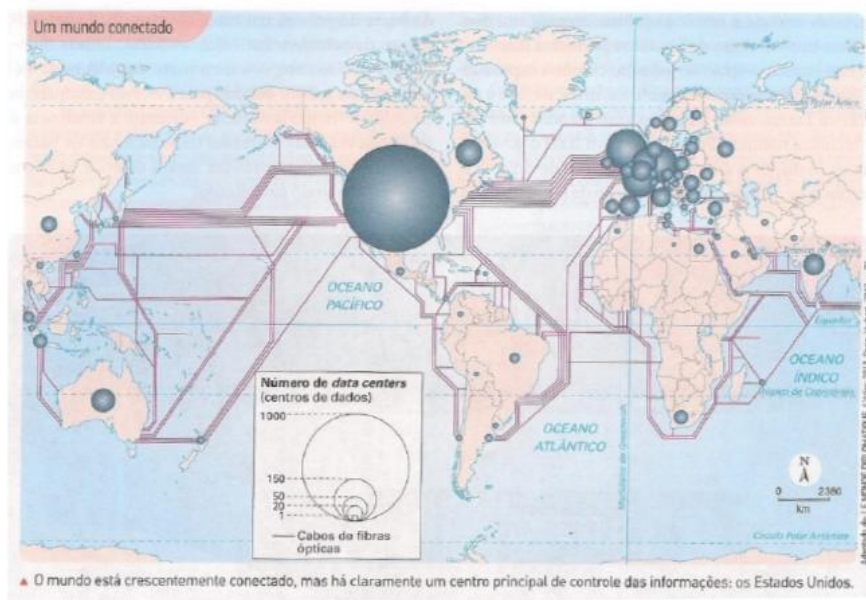 Um mundo conectado
Círculo Polar Ártico
OCEANO
PACÍFICO
OCEANO
ATLÂNTICO
OCEANO
ÍNDICO
Equador
Trópico de Capricórnio
Meridiano de Greenwich
Número de data centers
(centros de dados)
1000
150
50
20
1
Cabos de fibras
ópticas
N
0 2380
km
Círculo Polar Antártico
▲ O mundo está crescentemente conectado, mas há claramente um centro principal de controle das informações: os Estados Unidos.